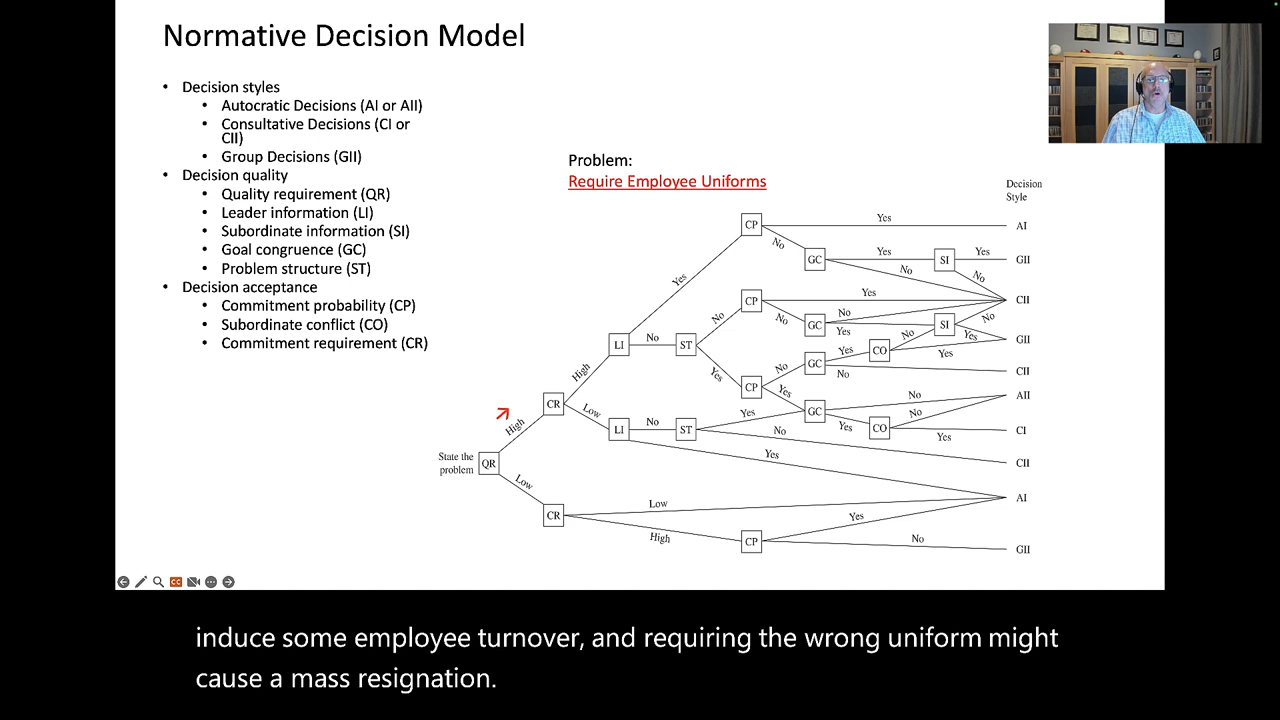 Normative Decision Model
• Decision styles
• Autocratic Decisions (AI or AII)
• Consultative Decisions (CI or
CII)
• Group Decisions (GII)
• Decision quality
• Quality requirement (QR)
• Leader information (LI)
• Subordinate information (SI)
• Goal congruence (GC)
• Problem structure (ST)
• Decision acceptance
• Commitment probability (CP)
• Subordinate conflict (CO)
• Commitment requirement (CR)
Problem:
Require Employee Uniforms
Decision
Style
CP Yes AI
No
GC Yes SI Yes GII
No No
Yes
CP Yes CII
No No GC No SI No
Yes Yes
LI No ST No GII
GC Yes CO Yes
Yes No
CP No CII
High Yes
No AII
CR Low Yes GC No
LI No ST Yes CO CI
No Yes
High CII
Yes
State the
problem
QR
Low AI
Low
CR Yes
High CP No GII
CC
induce some employee turnover, and requiring the wrong uniform might
cause a mass resignation.